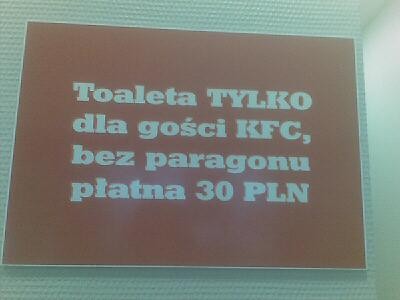 Toaleta TYLKO
dla gości KFC,
bez paragonu
płatna 30 PLN